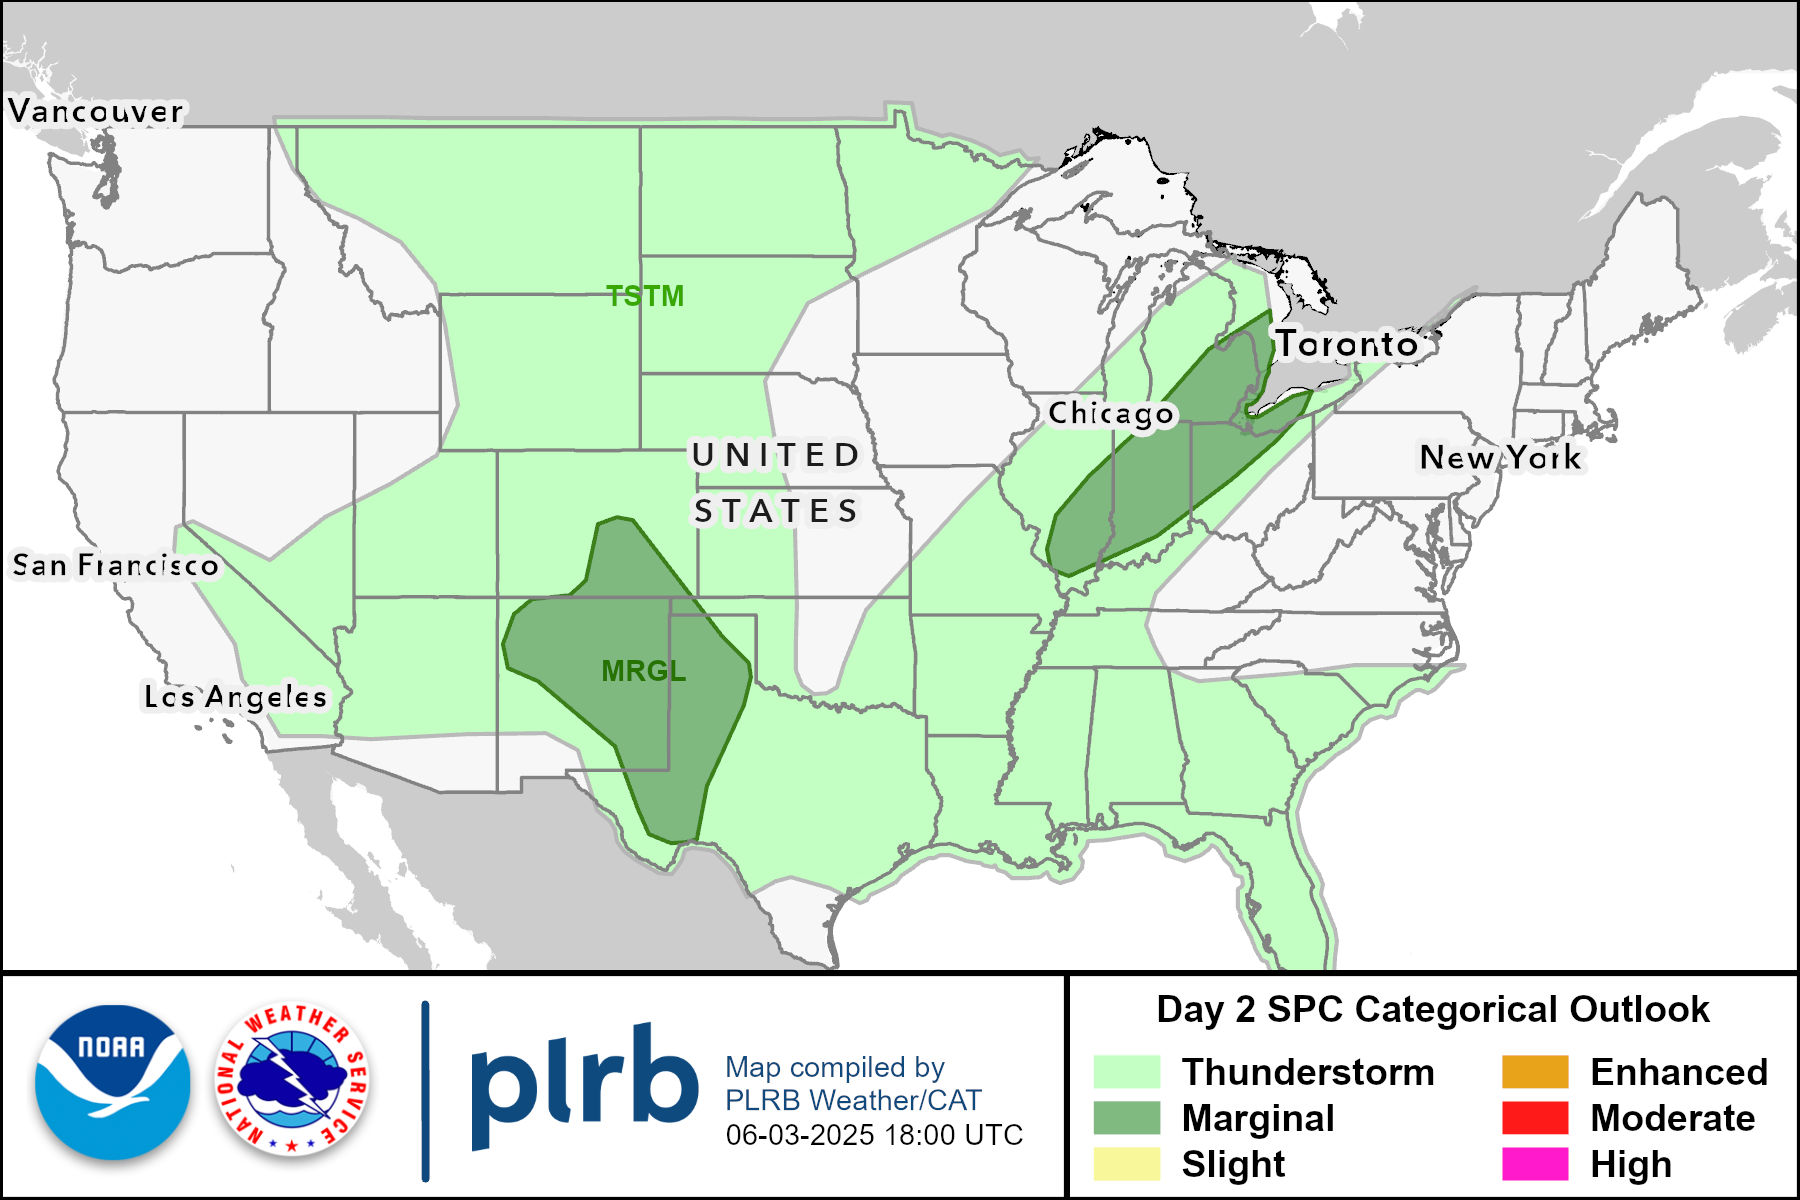 Vancouver
TSTM
Toronto
Chicago
UNITED
New York
STATES
San Francisco
MRGL
Los Angeles
NOAA
NATIONAL WEATHER SERVICE
plrb
Map compiled by
PLRB Weather/CAT
06-03-2025 18:00 UTC
Day 2 SPC Categorical Outlook
Thunderstorm
Marginal
Slight
Enhanced
Moderate
High